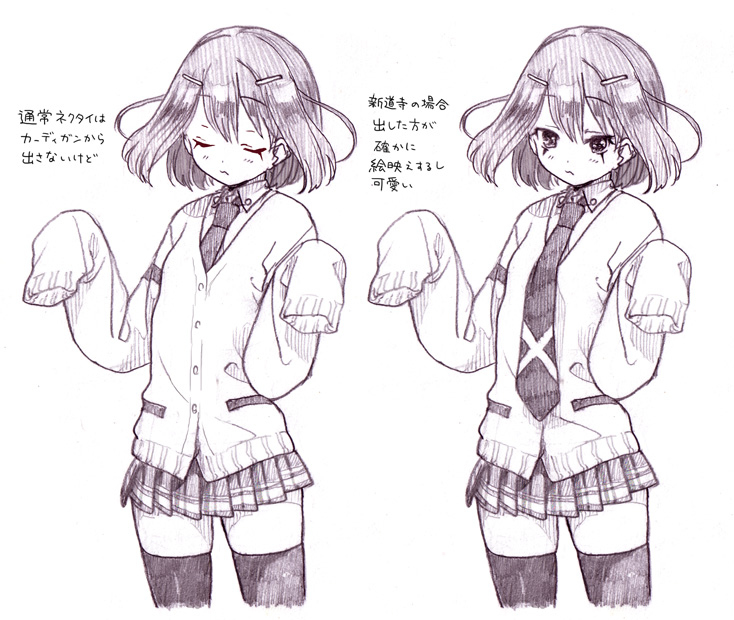 通常ネクタイは
カーディガンから
出さないけど
新道寺の場合
出した方が
確かに
絵映えするし
可愛い